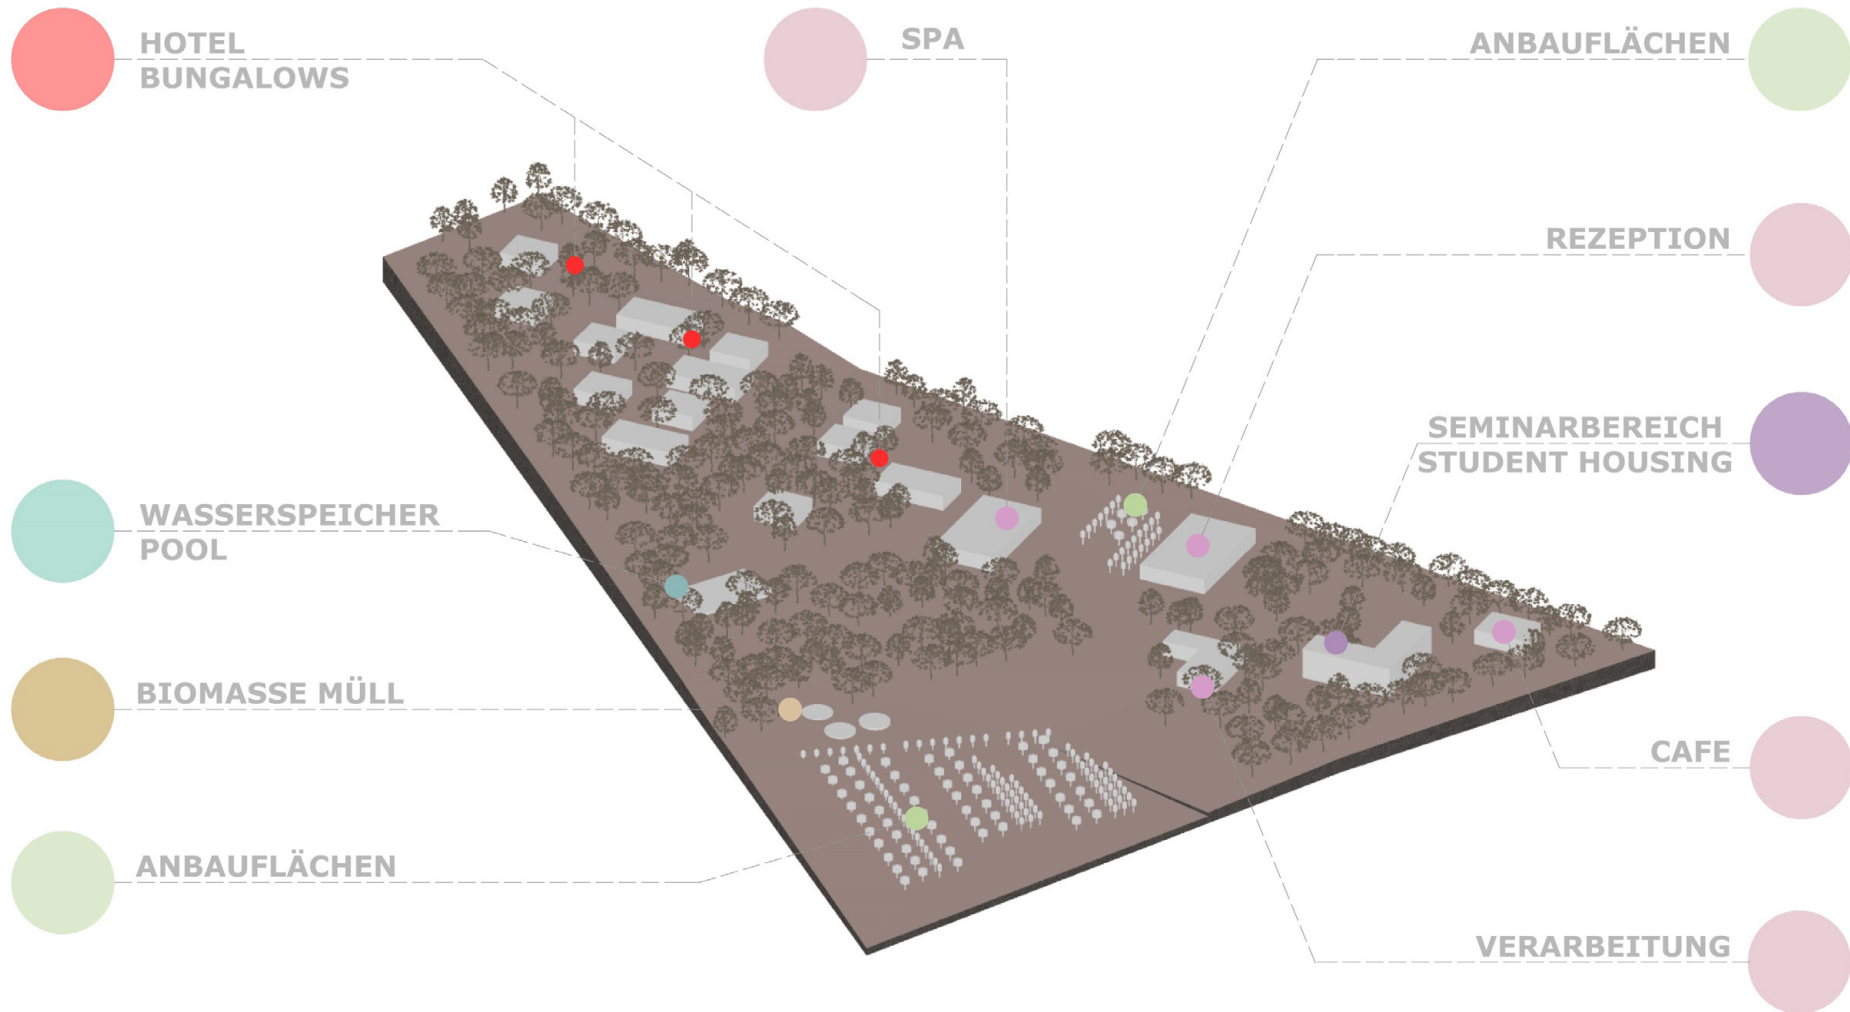 HOTEL
BUNGALOWS
SPA
ANBAUFLÄCHEN
REZEPTION
SEMINARBEREICH
STUDENT HOUSING
WASSERSPEICHER
POOL
BIOMASSE MÜLL
CAFE
ANBAUFLÄCHEN
VERARBEITUNG